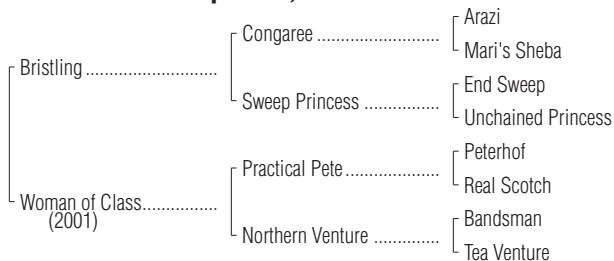 Arazi
Congaree ....................
Mari's Sheba
Bristling ......................
End Sweep
Sweep Princess ................
Unchained Princess
Peterhof
Practical Pete ...................
Real Scotch
Woman of Class................
(2001)
Bandsman
Northern Venture ..............
Tea Venture